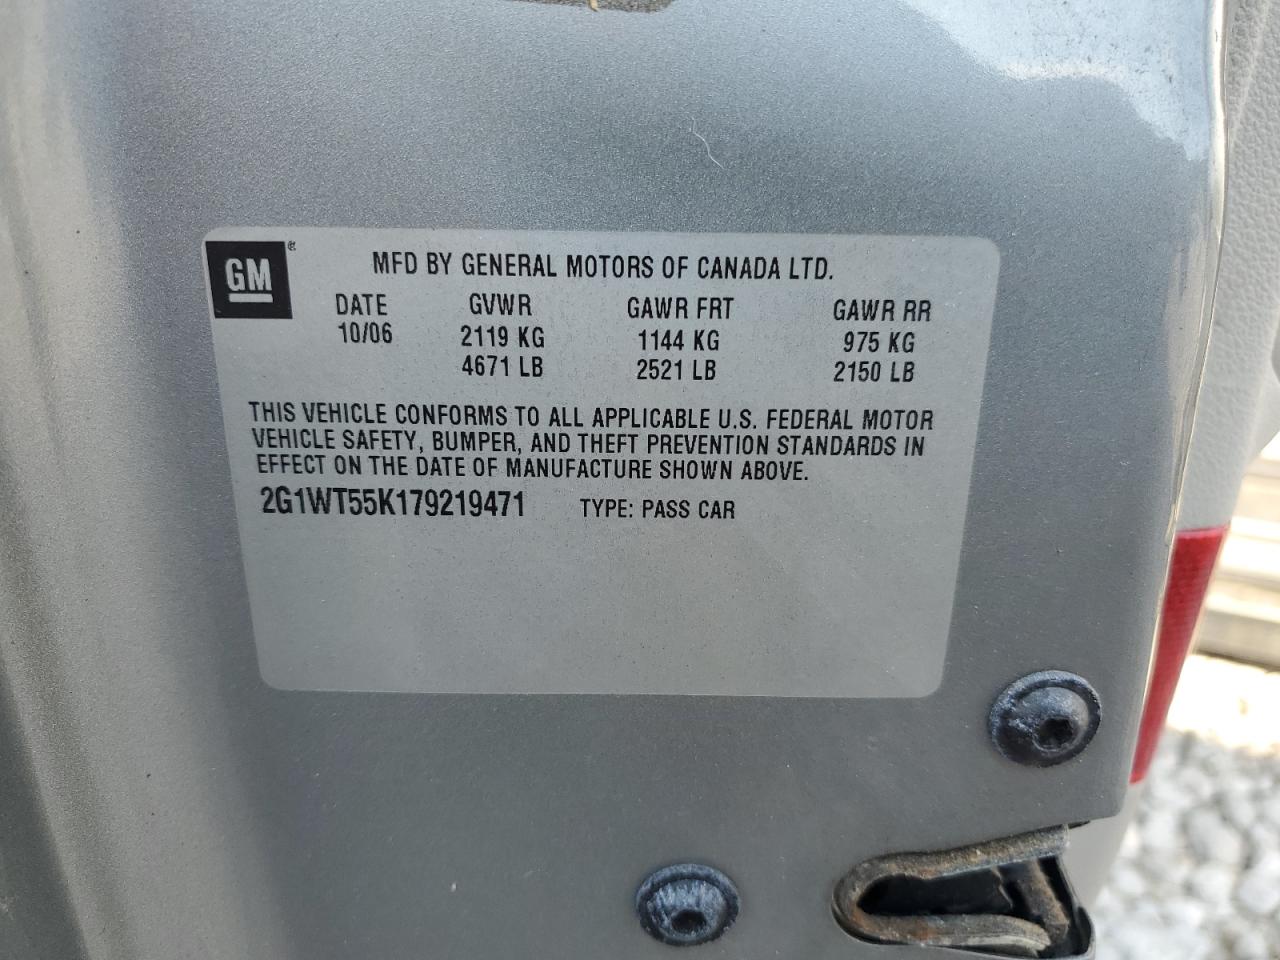 GM ®
MFD BY GENERAL MOTORS OF CANADA LTD.
DATE GVWR GAWR FRT GAWR RR
10/06 2119 KG 1144 KG 975 KG
4671 LB 2521 LB 2150 LB
THIS VEHICLE CONFORMS TO ALL APPLICABLE U.S. FEDERAL MOTOR
VEHICLE SAFETY, BUMPER, AND THEFT PREVENTION STANDARDS IN
EFFECT ON THE DATE OF MANUFACTURE SHOWN ABOVE.
2G1WT55K179219471 TYPE: PASS CAR